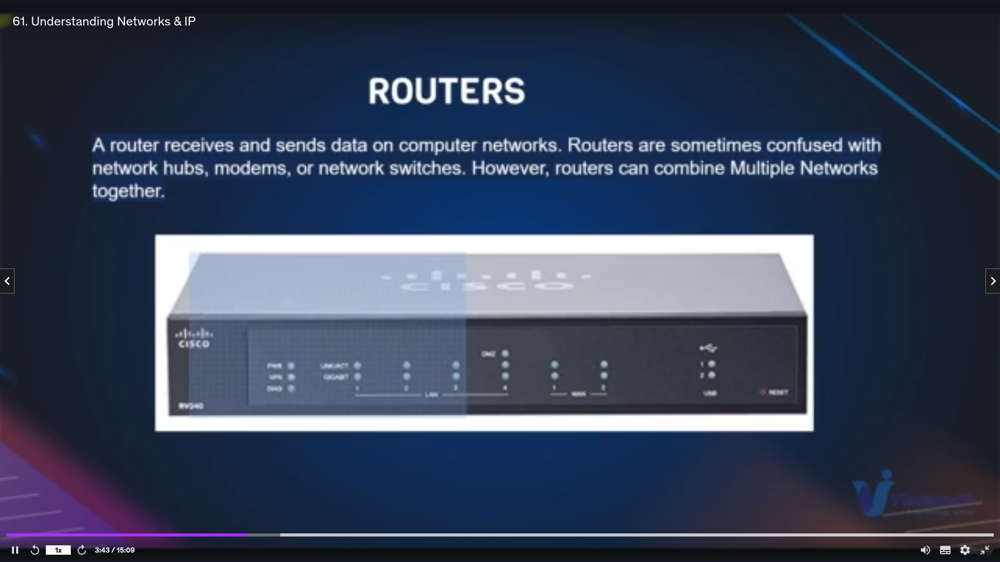 61. Understanding Networks & IP
ROUTERS
A router receives and sends data on computer networks. Routers are sometimes confused with
network hubs, modems, or network switches. However, routers can combine Multiple Networks
together.
CISCO
CISCO
DMZ
PWR LINK/ACT 1
VPN GIGABIT 2
DIAG 1 2 3 4 1 2
LAN WAN USB RESET
RV340
1x 3:43 / 15:09